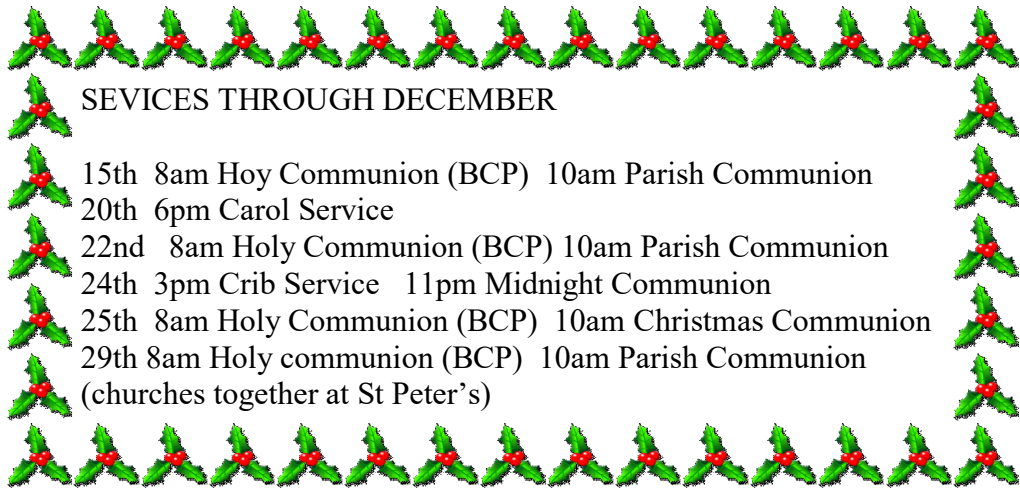 SEVICES THROUGH DECEMBER
15th  8am Hoy Communion (BCP)  10am Parish Communion
20th  6pm Carol Service
22nd   8am Holy Communion (BCP) 10am Parish Communion
24th  3pm Crib Service   11pm Midnight Communion
25th  8am Holy Communion (BCP)  10am Christmas Communion
29th 8am Holy communion (BCP)  10am Parish Communion
(churches together at St Peter’s)